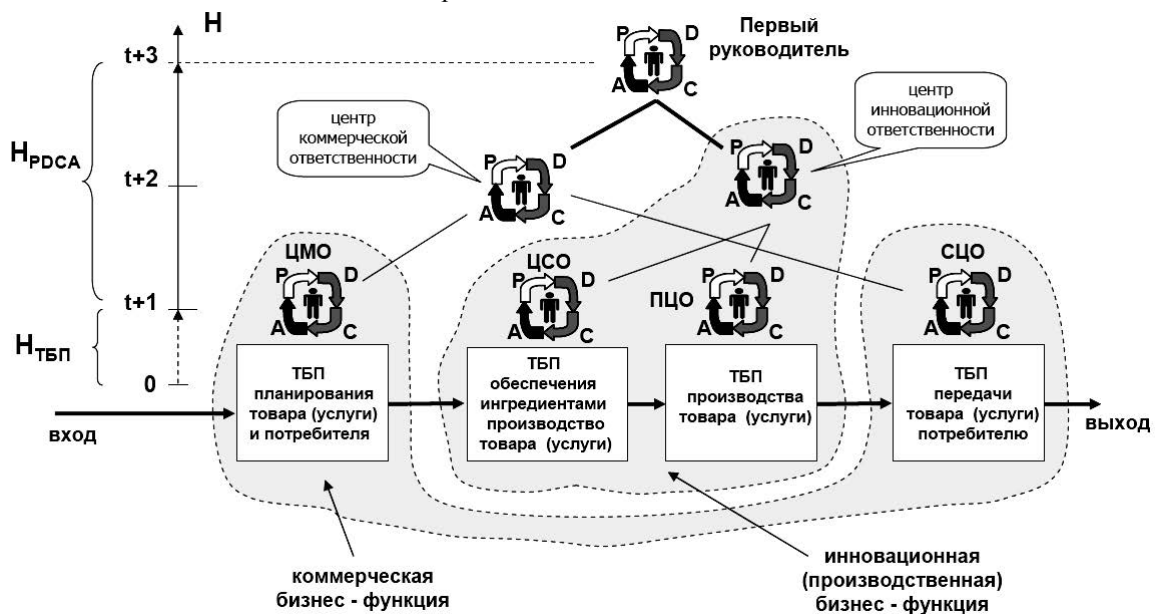 H
t+3
t+2
t+1
0
H PDCA
H ТБП
Первый
руководитель
P D
A C
центр
коммерческой
ответственности
центр
инновационной
ответственности
P D
A C
P D
A C
ЦМО
P D
A C
ЦСО
P D
A C
ПЦО
P D
A C
СЦО
P D
A C
вход
ТБП
планирования
товара (услуги)
и потребителя
ТБП
обеспечения
ингредиентами
производство
товара (услуги)
ТБП
производства
товара (услуги)
ТБП
передачи
товара (услуги)
потребителю
выход
коммерческая
бизнес - функция
инновационная
(производственная)
бизнес - функция